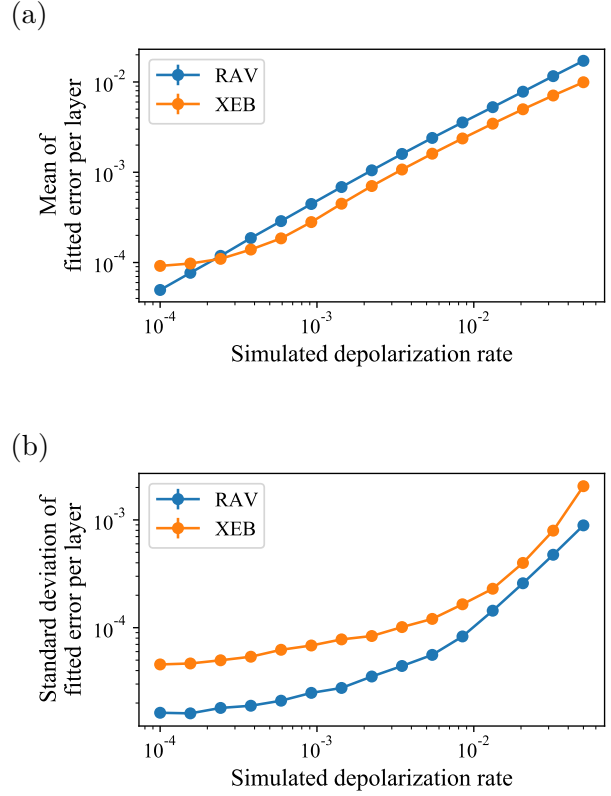 (a)
Mean of
fitted error per layer
10^-2
10^-3
10^-4
RAV
XEB
10^-4
10^-3
10^-2
Simulated depolarization rate
(b)
Standard deviation of
fitted error per layer
10^-3
10^-4
RAV
XEB
10^-4
10^-3
10^-2
Simulated depolarization rate